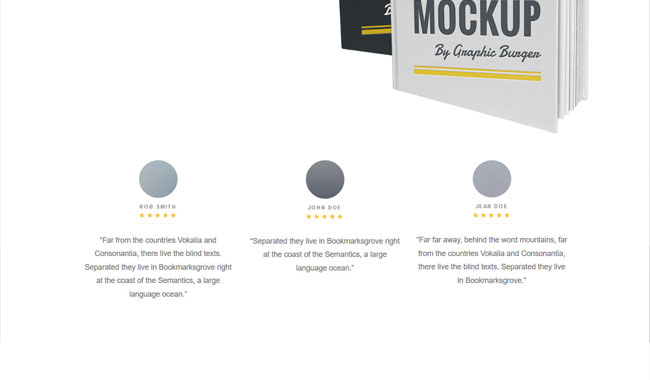 MOCKUP
By Graphic Burger
ROB SMITH
JOHN DOE
JEAN DOE
"Far from the countries Vokalia and
Consonantia, there live the blind texts.
Separated they live in Bookmarksgrove right
at the coast of the Semantics, a large
language ocean."
"Separated they live in Bookmarksgrove right
at the coast of the Semantics, a large
language ocean."
"Far far away, behind the word mountains, far
from the countries Vokalia and Consonantia,
there live the blind texts. Separated they live
in Bookmarksgrove."